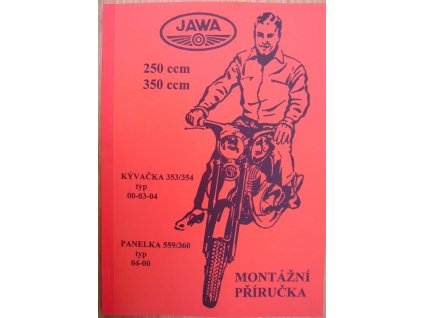 JAWA
250 ccm
350 ccm
KÝVAČKA 353/354
typ
00-03-04
PANELKA 559/360
typ
04-00
MONTÁŽNÍ
PŘÍRUČKA